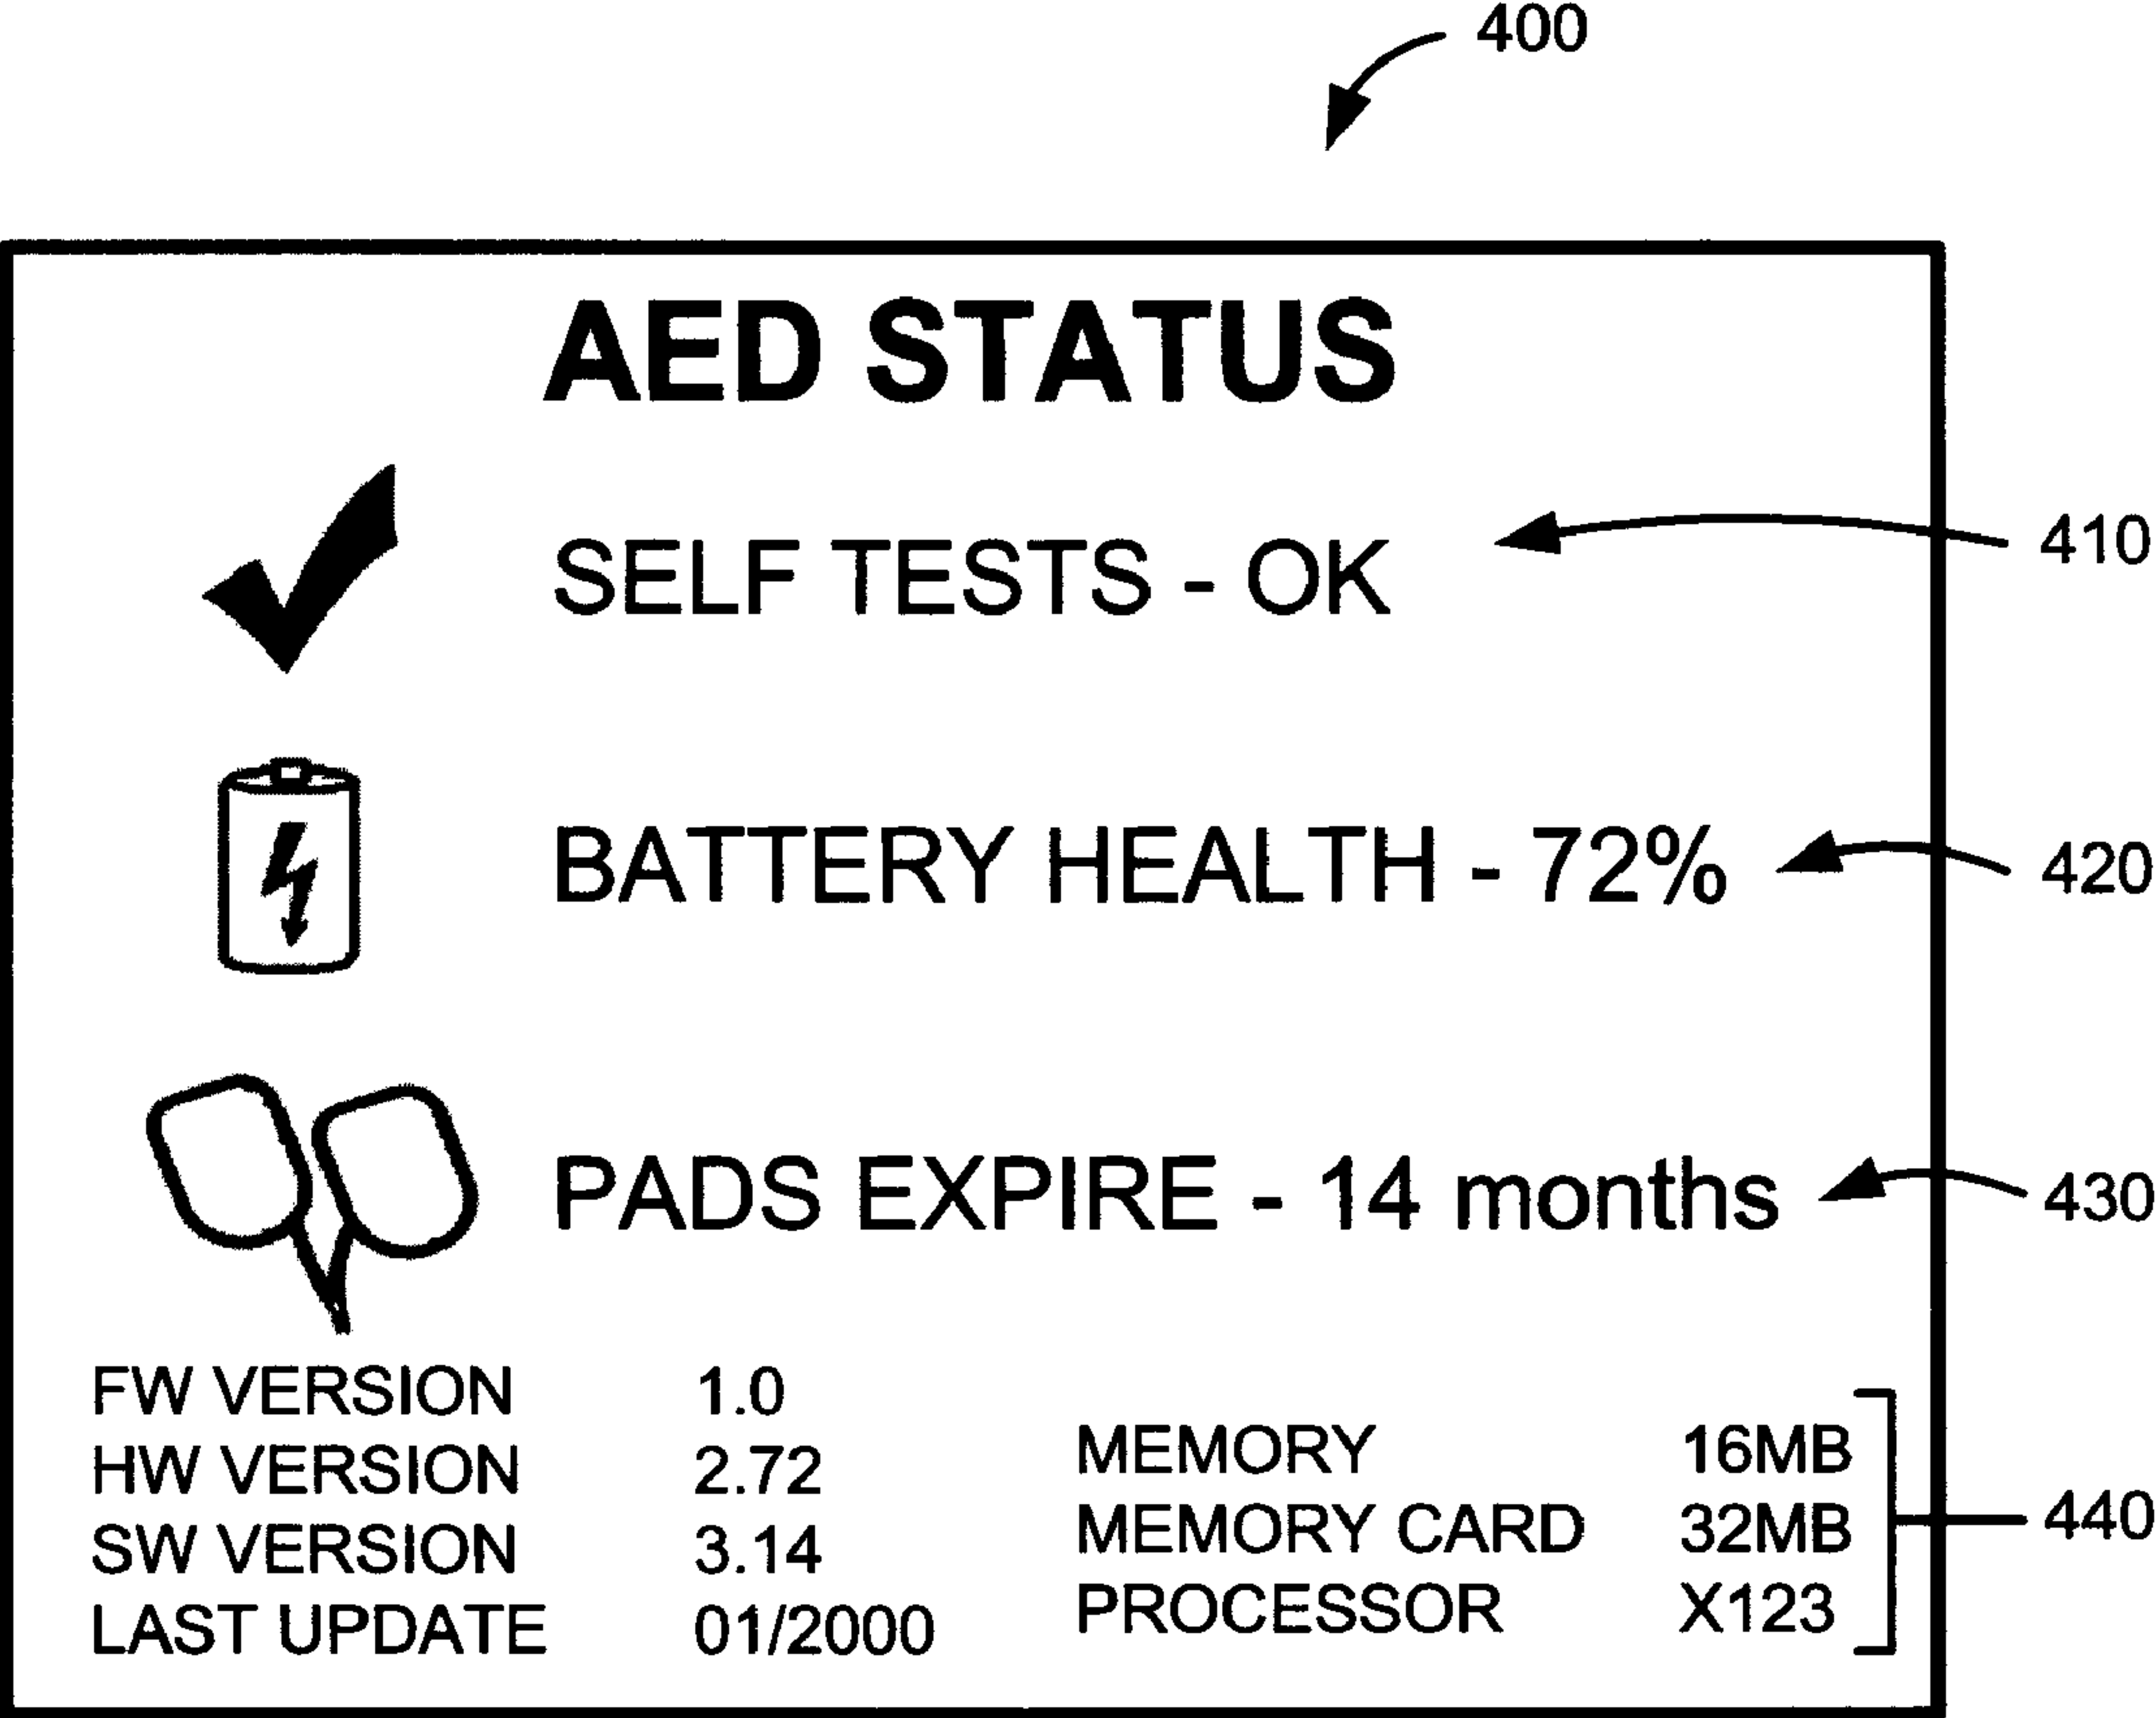 400
AED STATUS
SELF TESTS - OK
410
BATTERY HEALTH - 72%
420
PADS EXPIRE - 14 months
430
FW VERSION 1.0
HW VERSION 2.72
SW VERSION 3.14
LAST UPDATE 01/2000
MEMORY 16MB
MEMORY CARD 32MB
PROCESSOR X123
440